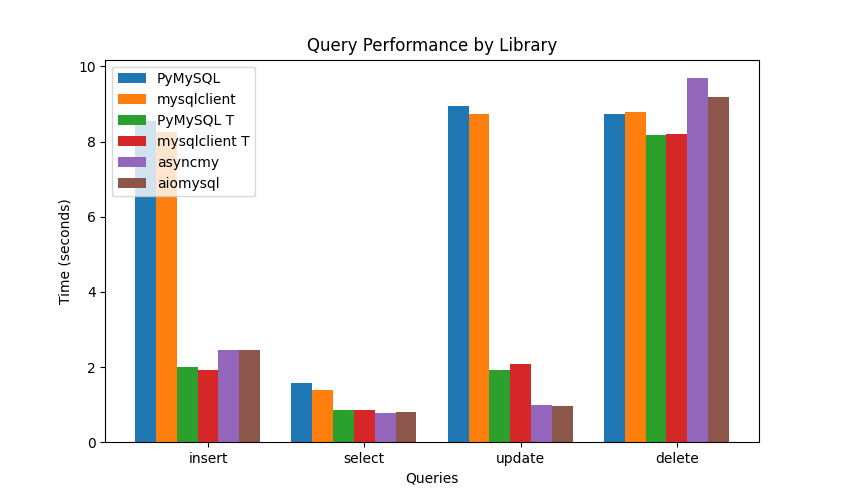 Query Performance by Library
10
8
6
4
2
0
Time (seconds)
PyMySQL
mysqlclient
PyMySQL T
mysqlclient T
asyncmy
aiomysql
insert
select
update
delete
Queries